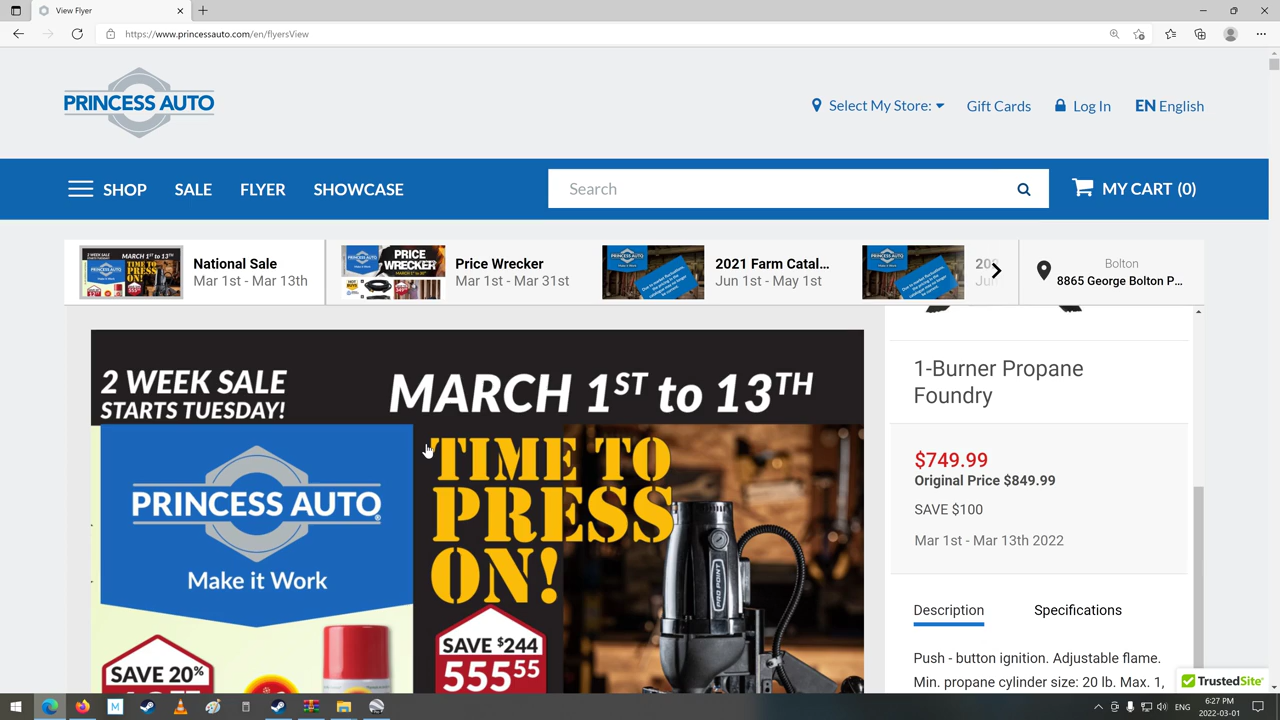 View Flyer
https://www.princessauto.com/en/flyersView
PRINCESS AUTO
Select My Store:
Gift Cards
Log In
EN English
SHOP
SALE
FLYER
SHOWCASE
Search
MY CART (0)
National Sale
Mar 1st - Mar 13th
Price Wrecker
Mar 1st - Mar 31st
2021 Farm Catal...
Jun 1st - May 1st
Bolton
8865 George Bolton P...
2 WEEK SALE
STARTS TUESDAY!
MARCH 1ST to 13TH
PRINCESS AUTO
Make it Work
TIME TO
PRESS
ON!
SAVE $244
555 55
SAVE 20%
PRO POINT
1-Burner Propane
Foundry
$749.99
Original Price $849.99
SAVE $100
Mar 1st - Mar 13th 2022
Description
Specifications
Push - button ignition. Adjustable flame.
Min. propane cylinder size: 20 lb. Max. 1,
TrustedSite
ENG
6:27 PM
2022-03-01